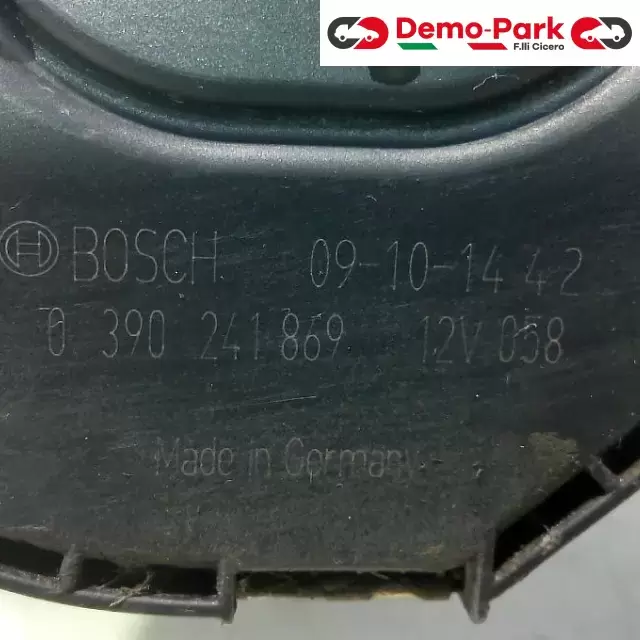 Demo-Park
F.lli Cicero
BOSCH 09-10-14 4 2
0 390 241 869 12V 058
Made in Germany